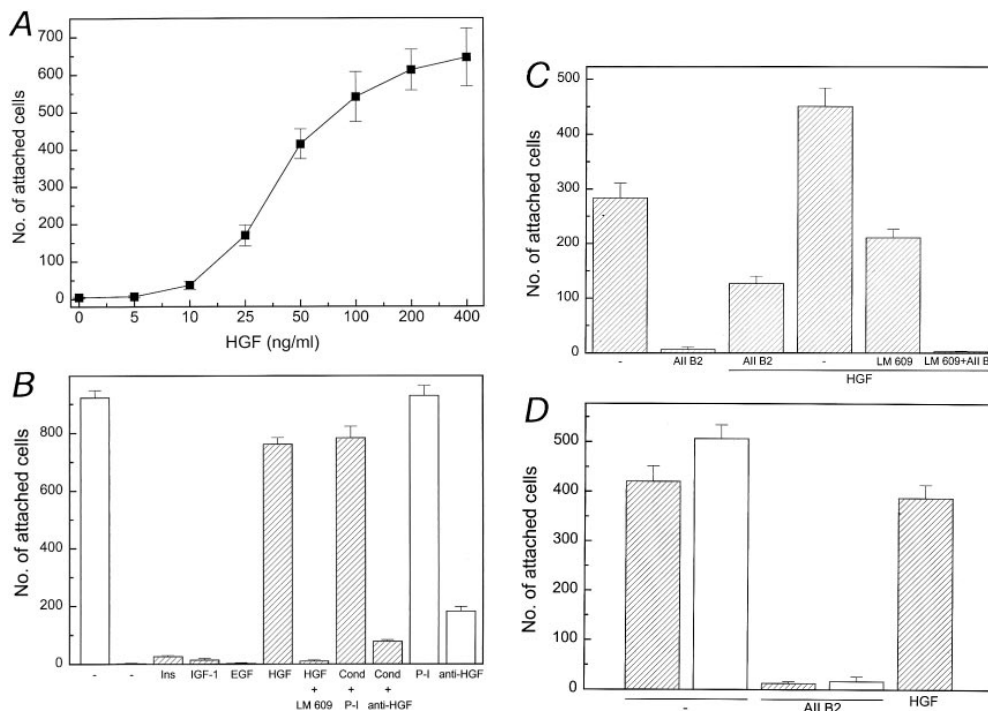 A
No. of attached cells
700
600
500
400
300
200
100
0
0 5 10 25 50 100 200 400
HGF (ng/ml)
B
No. of attached cells
800
600
400
200
0
- - Ins IGF-1 EGF HGF HGF Cond Cond P-I anti-HGF
+ + +
LM 609 P-I anti-HGF
C
No. of attached cells
500
400
300
200
100
0
- AII B2 AII B2 - LM 609 LM 609+AII B
HGF
D
No. of attached cells
500
400
300
200
100
0
- AII B2 HGF